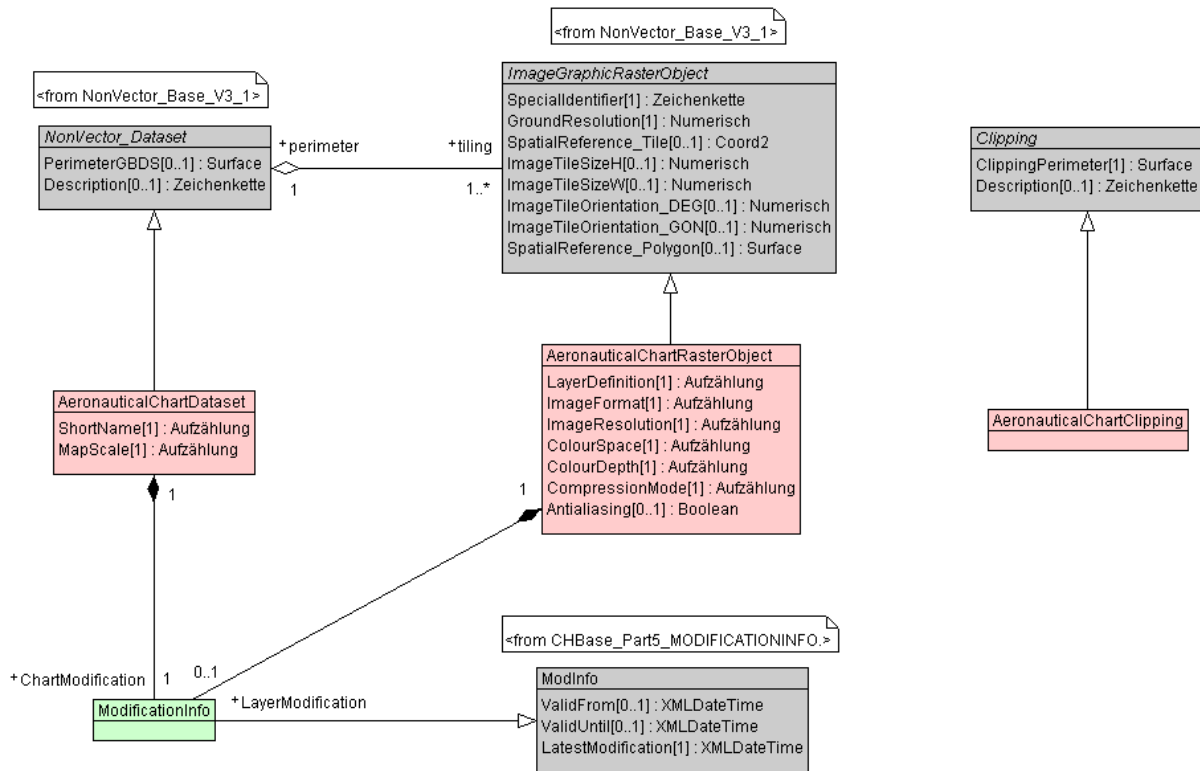 <from NonVector_Base_V3_1>
ImageGraphicRasterObject
SpecialIdentifier[1] : Zeichenkette
GroundResolution[1] : Numerisch
SpatialReference_Tile[0..1] : Coord2
ImageTileSizeH[0..1] : Numerisch
ImageTileSizeW[0..1] : Numerisch
ImageTileOrientation_DEG[0..1] : Numerisch
ImageTileOrientation_GON[0..1] : Numerisch
SpatialReference_Polygon[0..1] : Surface
<from NonVector_Base_V3_1>
NonVector_Dataset
PerimeterGBDS[0..1] : Surface
Description[0..1] : Zeichenkette
+perimeter
+tiling
1
1..*
Clipping
ClippingPerimeter[1] : Surface
Description[0..1] : Zeichenkette
AeronauticalChartRasterObject
LayerDefinition[1] : Aufzählung
ImageFormat[1] : Aufzählung
ImageResolution[1] : Aufzählung
ColourSpace[1] : Aufzählung
ColourDepth[1] : Aufzählung
CompressionMode[1] : Aufzählung
Antialiasing[0..1] : Boolean
AeronauticalChartDataset
ShortName[1] : Aufzählung
MapScale[1] : Aufzählung
AeronauticalChartClipping
1
1
<from CHBase_Part5_MODIFICATIONINFO.>
+ChartModification
1
0..1
+LayerModification
ModificationInfo
ModInfo
ValidFrom[0..1] : XMLDateTime
ValidUntil[0..1] : XMLDateTime
LatestModification[1] : XMLDateTime